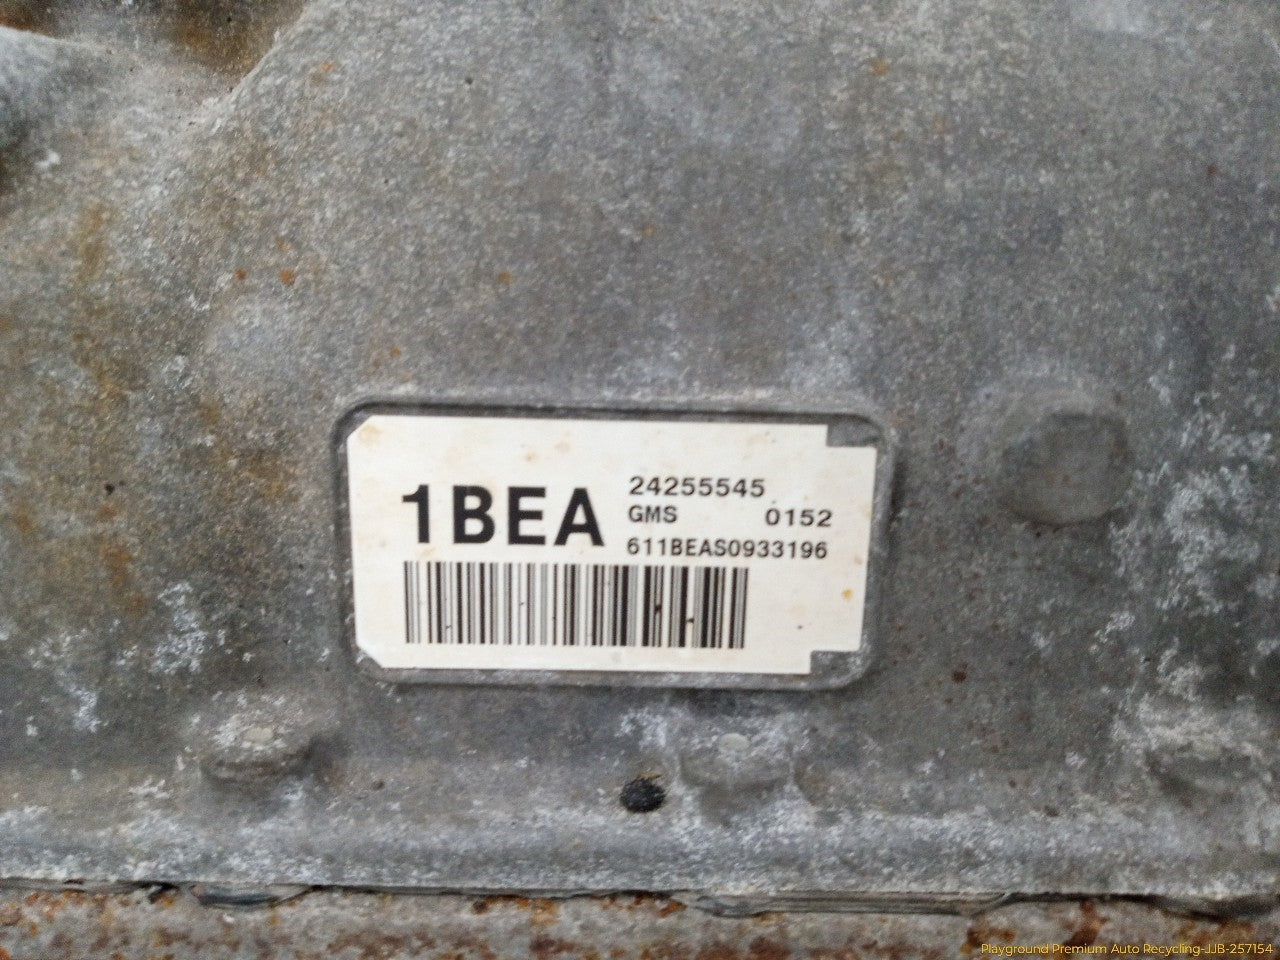 1BEA
24255545
GMS 0152
611BEAS0933196
Playground Premium Auto Recycling-JJB-257154